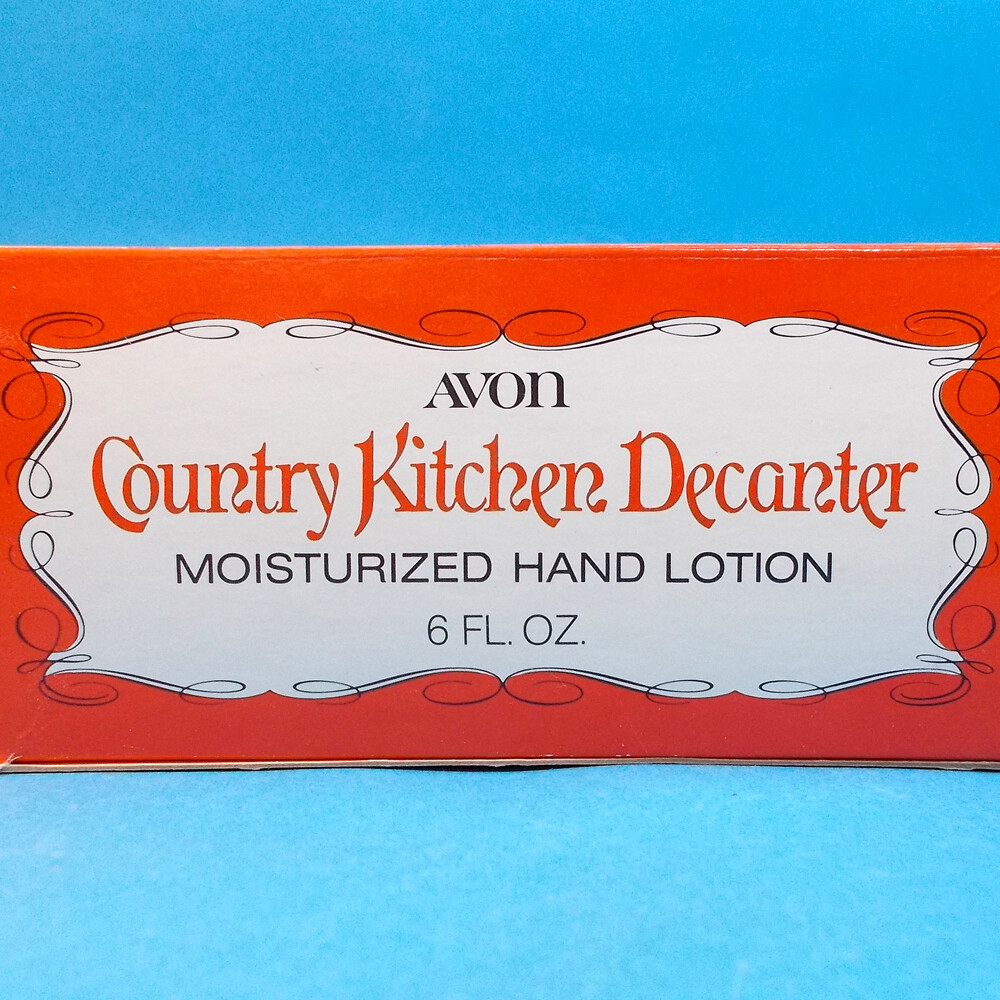 AVON
Country Kitchen Decanter
MOISTURIZED HAND LOTION
6 FL. OZ.